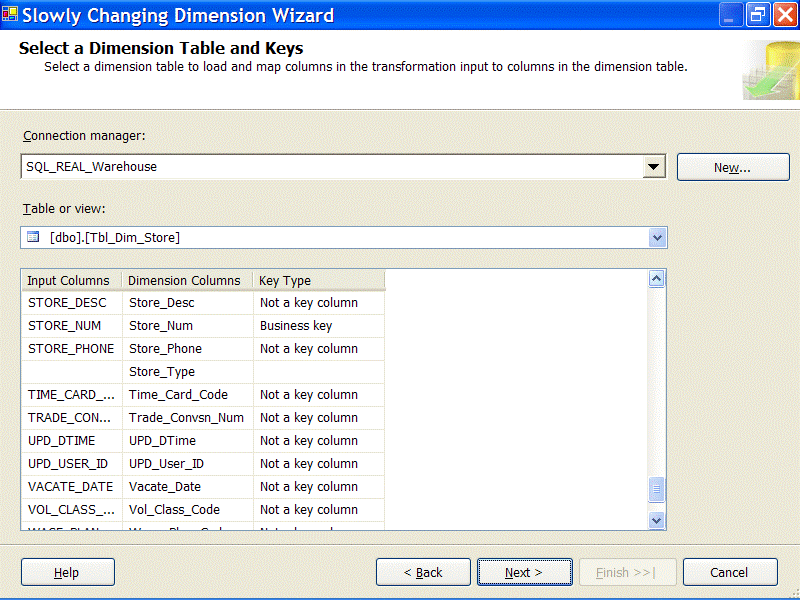 Slowly Changing Dimension Wizard
Select a Dimension Table and Keys
Select a dimension table to load and map columns in the transformation input to columns in the dimension table.
Connection manager:
SQL_REAL_Warehouse
New...
Table or view:
[dbo].[Tbl_Dim_Store]
Input Columns Dimension Columns Key Type
STORE_DESC Store_Desc Not a key column
STORE_NUM Store_Num Business key
STORE_PHONE Store_Phone Not a key column
Store_Type
TIME_CARD_... Time_Card_Code Not a key column
TRADE_CON... Trade_Convsn_Num Not a key column
UPD_DTIME UPD_DTime Not a key column
UPD_USER_ID UPD_User_ID Not a key column
VACATE_DATE Vacate_Date Not a key column
VOL_CLASS_... Vol_Class_Code Not a key column
Help < Back Next > Finish >>| Cancel